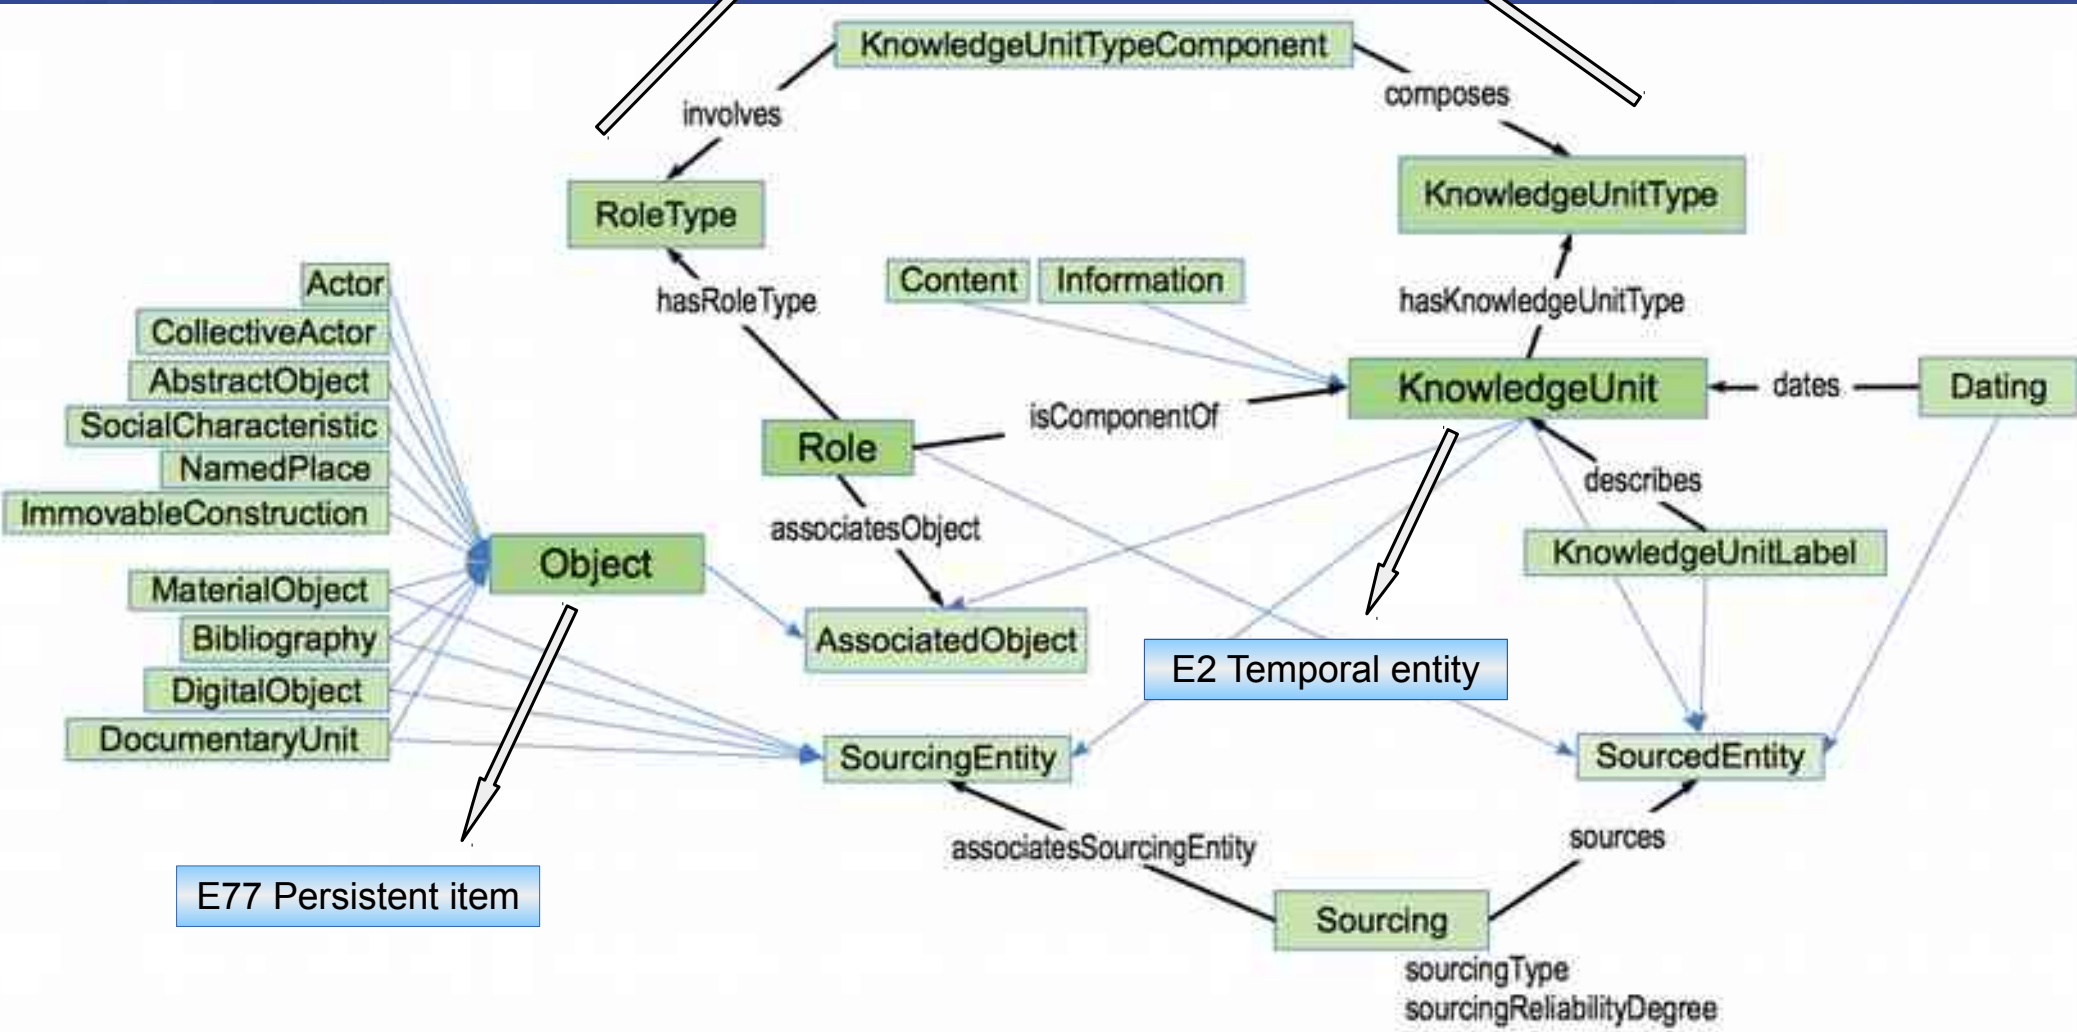 KnowledgeUnitTypeComponent
involves
composes
RoleType
KnowledgeUnitType
Actor
CollectiveActor
AbstractObject
SocialCharacteristic
NamedPlace
ImmovableConstruction
MaterialObject
Bibliography
DigitalObject
DocumentaryUnit
hasRoleType
Content
Information
hasKnowledgeUnitType
KnowledgeUnit
dates
Dating
isComponentOf
Role
describes
associatesObject
KnowledgeUnitLabel
Object
AssociatedObject
E2 Temporal entity
SourcingEntity
SourcedEntity
associatesSourcingEntity
sources
E77 Persistent item
Sourcing
sourcingType
sourcingReliabilityDegree